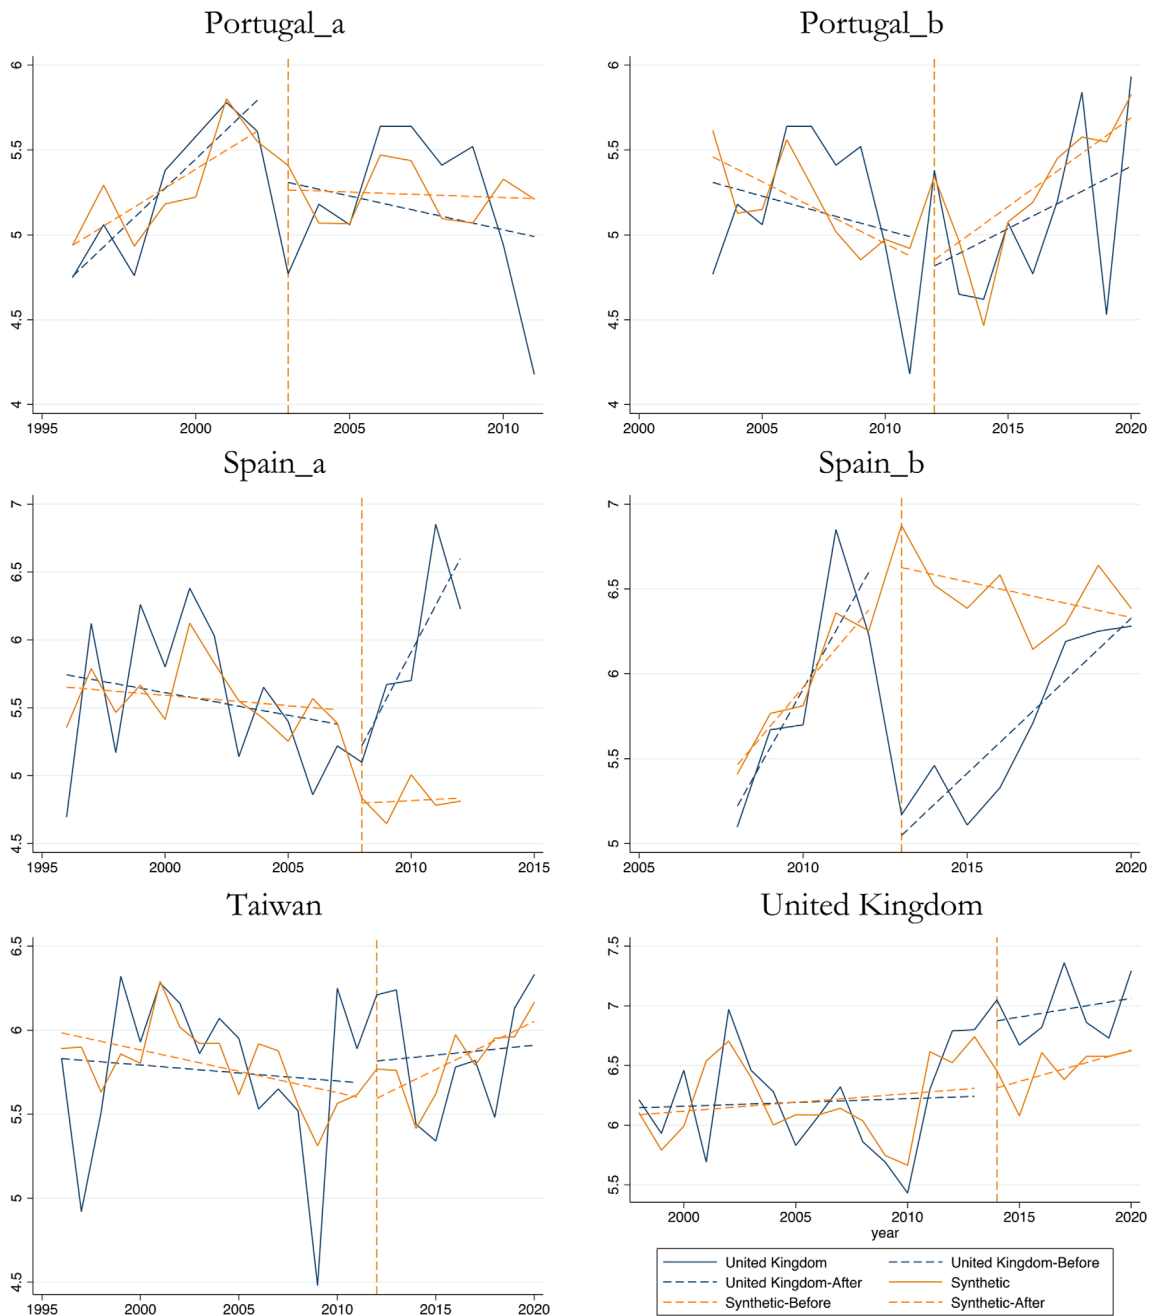 Portugal_a
Portugal_b
6
5.5
5
4.5
4
1995 2000 2005 2010
6
5.5
5
4.5
4
2000 2005 2010 2015 2020
Spain_a
Spain_b
7
6.5
6
5.5
5
4.5
1995 2000 2005 2010 2015
7
6.5
6
5.5
5
2005 2010 2015 2020
Taiwan
United Kingdom
6.5
6
5.5
5
4.5
1995 2000 2005 2010 2015 2020
7.5
7
6.5
6
5.5
2000 2005 2010 2015 2020
year
United Kingdom United Kingdom-Before
United Kingdom-After Synthetic
Synthetic-Before Synthetic-After